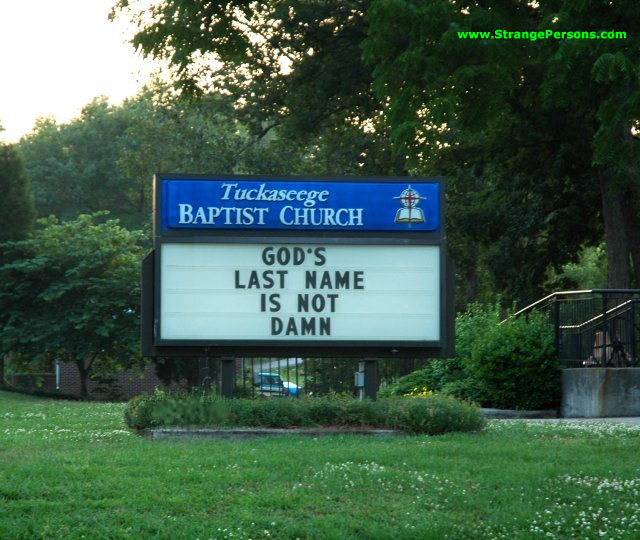 www.StrangePersons.com
Tuckaseege
BAPTIST CHURCH
GOD'S
LAST NAME
IS NOT
DAMN